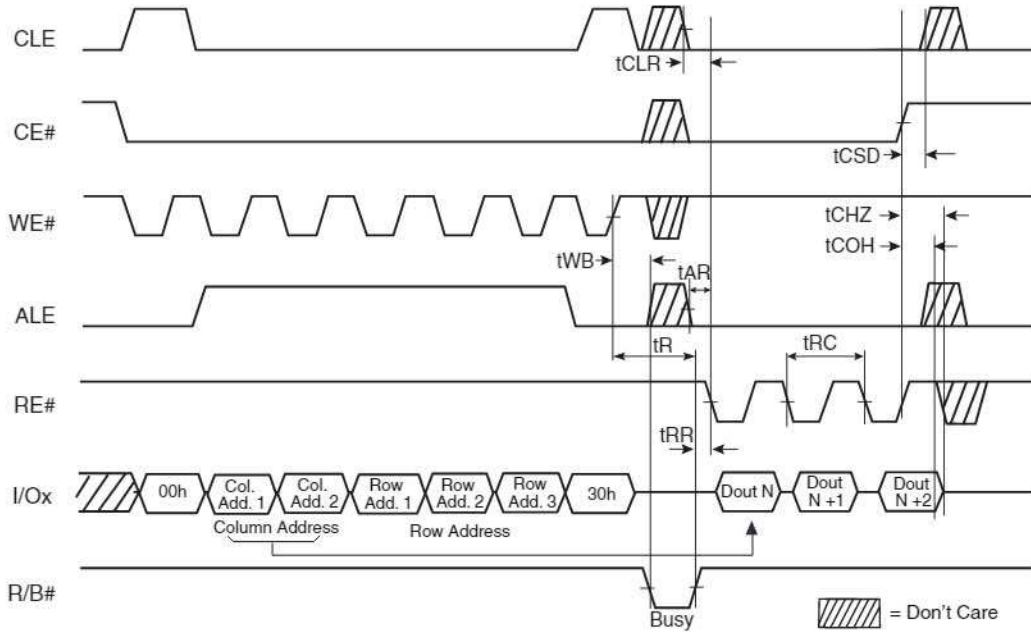 CLE
tCLR
CE#
tCSD
WE#
tCHZ
tCOH
tWB
tAR
ALE
tR
tRC
RE#
tRR
I/Ox
00h
Col. Add. 1
Col. Add. 2
Row Add. 1
Row Add. 2
Row Add. 3
30h
Dout N
Dout N +1
Dout N +2
Column Address
Row Address
R/B#
Busy
= Don't Care